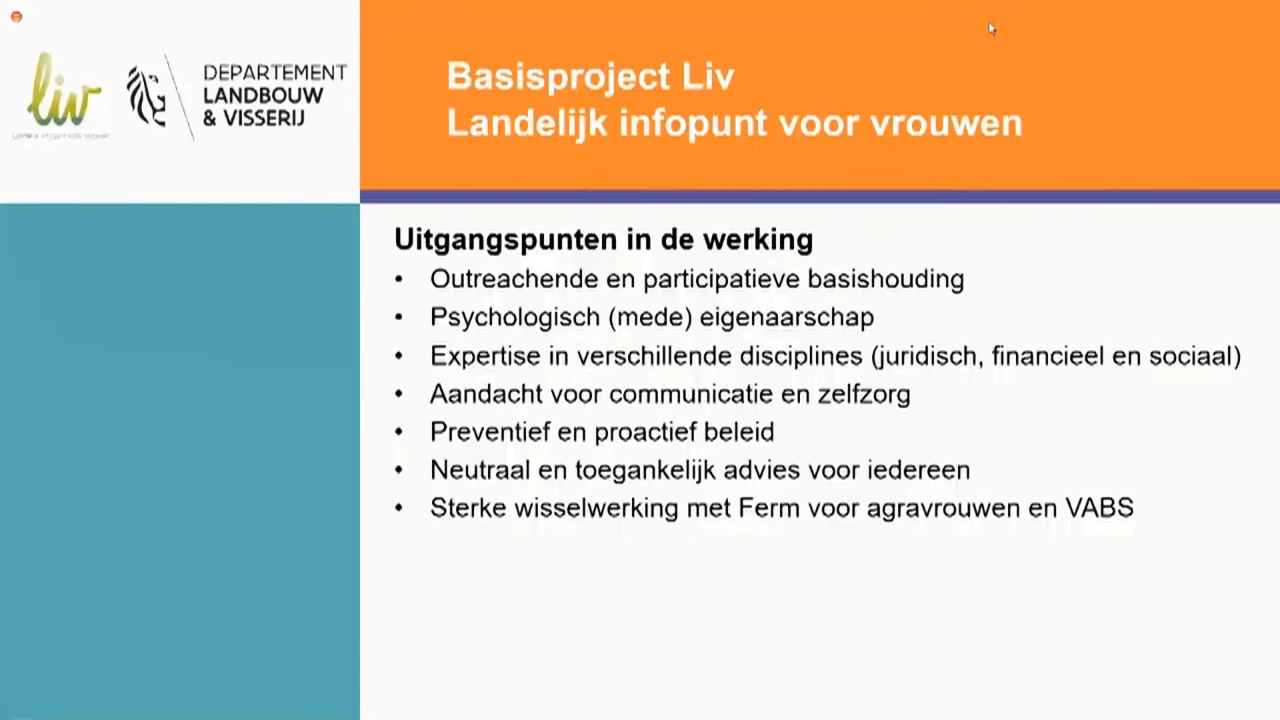 liv
DEPARTEMENT
LANDBOUW
& VISSERIJ
Basisproject Liv
Landelijk infopunt voor vrouwen
Uitgangspunten in de werking
• Outreachende en participatieve basishouding
• Psychologisch (mede) eigenaarschap
• Expertise in verschillende disciplines (juridisch, financieel en sociaal)
• Aandacht voor communicatie en zelfzorg
• Preventief en proactief beleid
• Neutraal en toegankelijk advies voor iedereen
• Sterke wisselwerking met Ferm voor agravrouwen en VABS